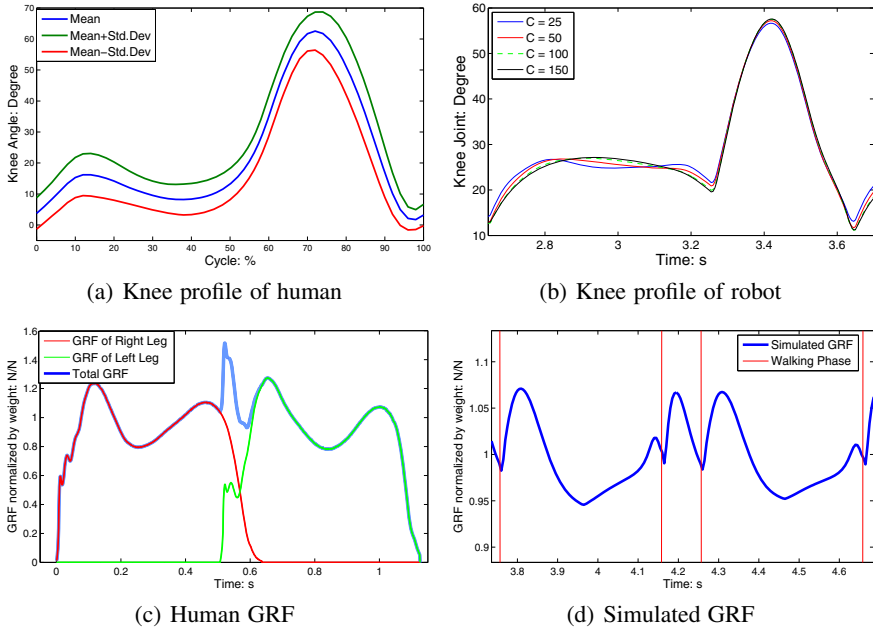 70
60
50
40
30
20
10
0
Knee Angle: Degree
Mean
Mean+Std.Dev
Mean−Std.Dev
0 10 20 30 40 50 60 70 80 90 100
Cycle: %
(a) Knee profile of human
60
50
40
30
20
10
Knee Joint: Degree
C = 25
C = 50
C = 100
C = 150
2.8 3 3.2 3.4 3.6
Time: s
(b) Knee profile of robot
1.6
1.4
1.2
1
0.8
0.6
0.4
0.2
0
GRF normalized by weight: N/N
GRF of Right Leg
GRF of Left Leg
Total GRF
0 0.2 0.4 0.6 0.8 1
Time: s
(c) Human GRF
1.1
1.05
1
0.95
0.9
GRF normalized by weight: N/N
Simulated GRF
Walking Phase
3.8 3.9 4 4.1 4.2 4.3 4.4 4.5 4.6
Time: s
(d) Simulated GRF